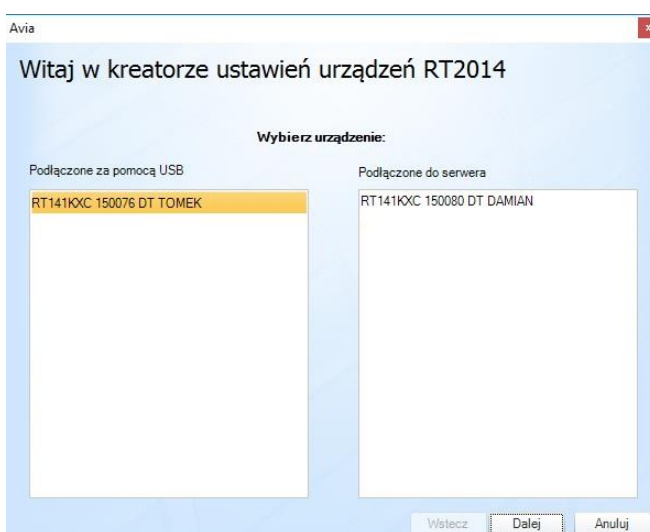 Avia
x
Witaj w kreatorze ustawień urządzeń RT2014
Wybierz urządzenie:
Podłączone za pomocą USB
Podłączone do serwera
RT141KXC 150076 DT TOMEK
RT141KXC 150080 DT DAMIAN
Wstecz
Dalej
Anuluj